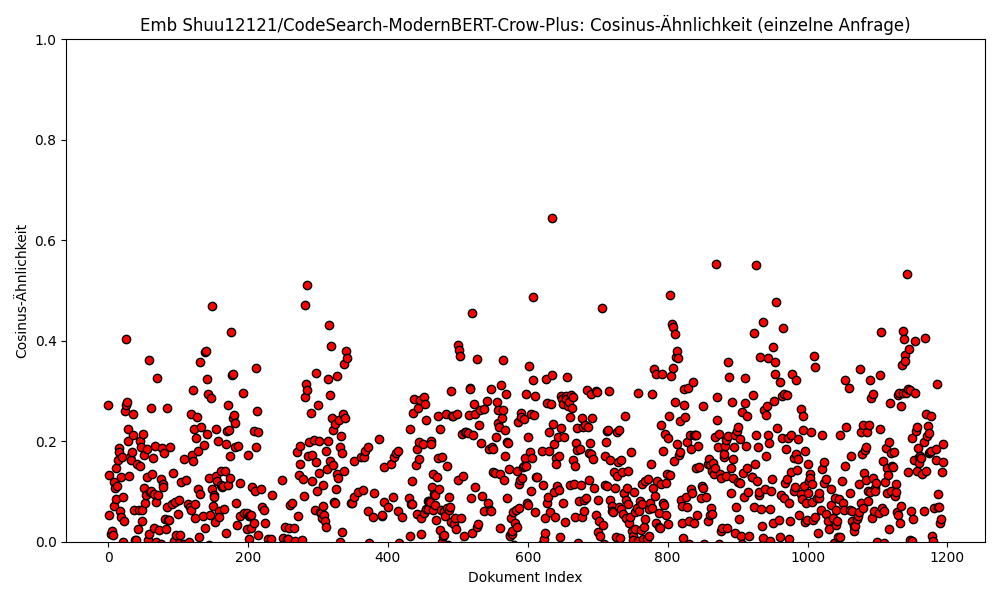 Emb Shuu12121/CodeSearch-ModernBERT-Crow-Plus: Cosinus-Ähnlichkeit (einzelne Anfrage)
Cosinus-Ähnlichkeit
1.0
0.8
0.6
0.4
0.2
0.0
0 200 400 600 800 1000 1200
Dokument Index